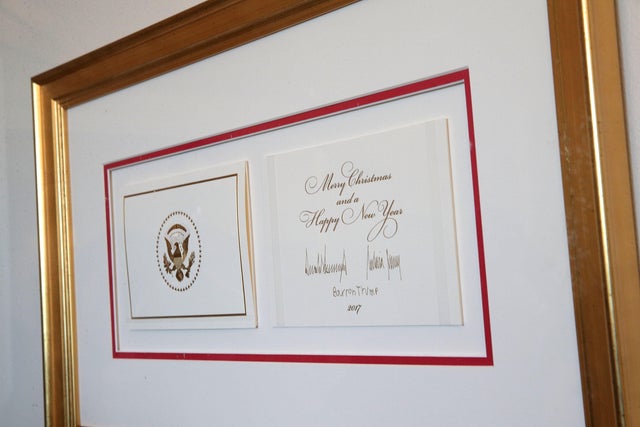 Merry Christmas
and a
Happy New Year
Barron Trump
2017